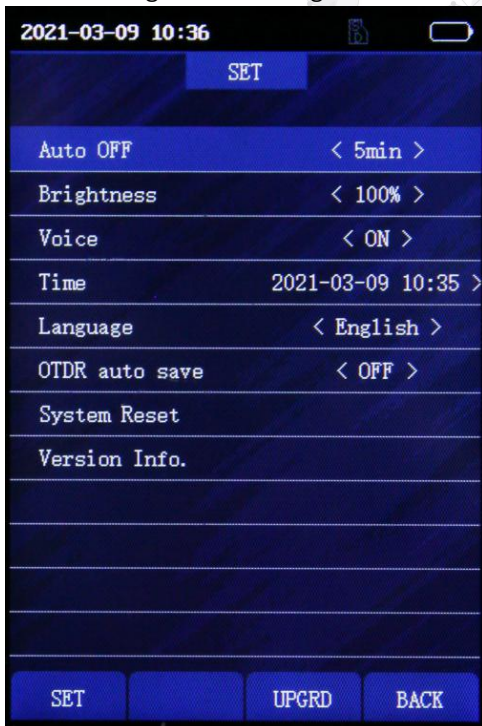 2021-03-09 10:36
SET
Auto OFF < 5min >
Brightness < 100% >
Voice < ON >
Time 2021-03-09 10:35 >
Language < English >
OTDR auto save < OFF >
System Reset
Version Info.
SET UPGRD BACK